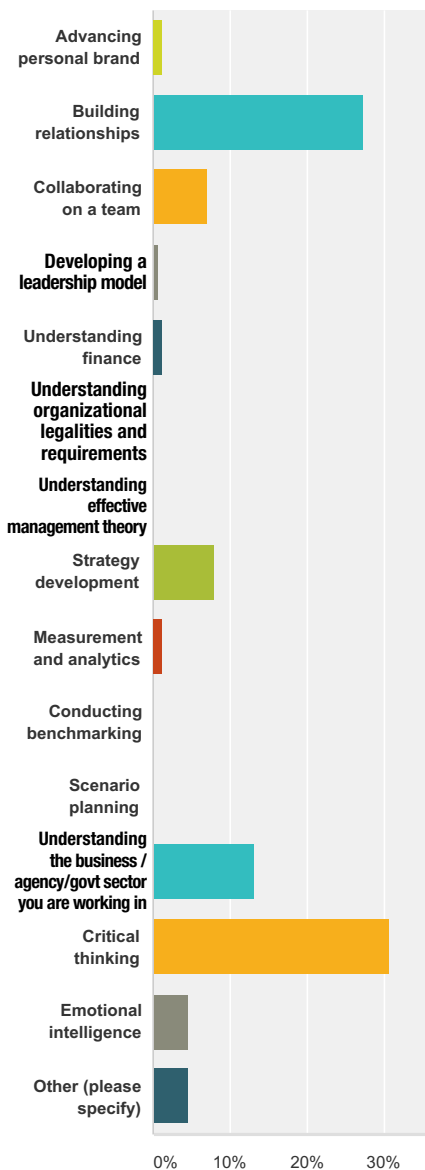 Advancing
personal brand
Building
relationships
Collaborating
on a team
Developing a
leadership model
Understanding
finance
Understanding
organizational
legalities and
requirements
Understanding
effective
management theory
Strategy
development
Measurement
and analytics
Conducting
benchmarking
Scenario
planning
Understanding
the business /
agency/govt sector
you are working in
Critical
thinking
Emotional
intelligence
Other (please
specify)
0% 10% 20% 30%